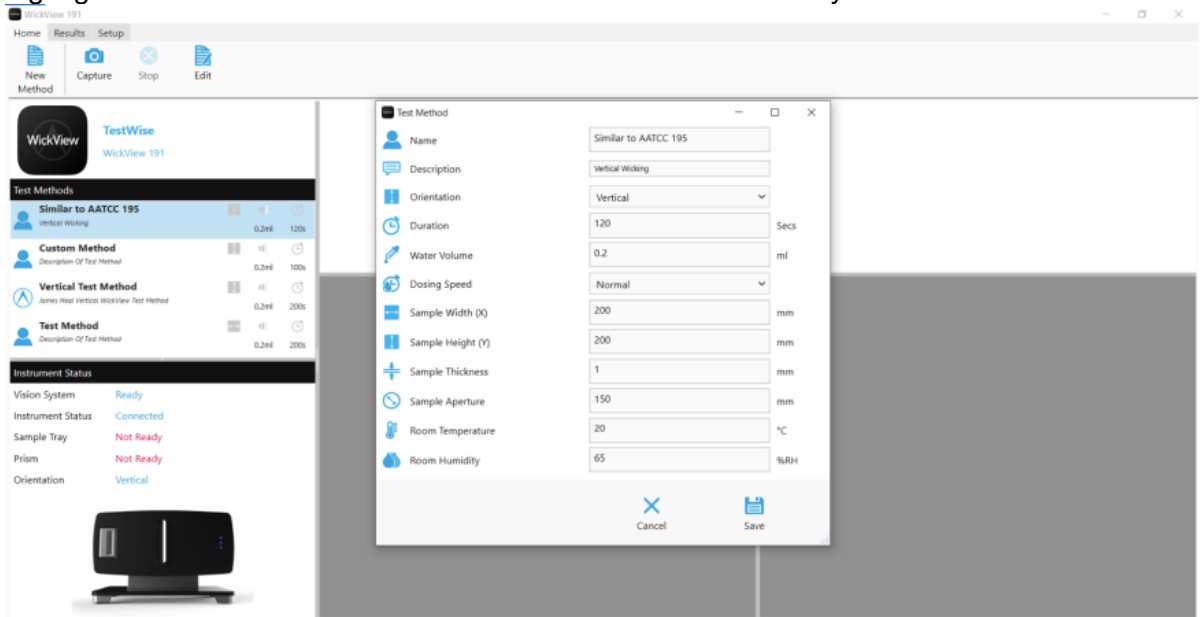 WickView 191
Home Results Setup
New Method
Capture
Stop
Edit
WickView
TestWise
WickView 191
Test Methods
Similar to AATCC 195
Vertical Wicking
0.2ml 120s
Custom Method
Description Of Test Method
0.2ml 100s
Vertical Test Method
James Heal Vertical WickView Test Method
0.2ml 200s
Test Method
Description Of Test Method
0.2ml 200s
Instrument Status
Vision System Ready
Instrument Status Connected
Sample Tray Not Ready
Prism Not Ready
Orientation Vertical
Test Method
Name Similar to AATCC 195
Description Vertical Wicking
Orientation Vertical
Duration 120 Secs
Water Volume 0.2 ml
Dosing Speed Normal
Sample Width (X) 200 mm
Sample Height (Y) 200 mm
Sample Thickness 1 mm
Sample Aperture 150 mm
Room Temperature 20 °C
Room Humidity 65 %RH
Cancel Save